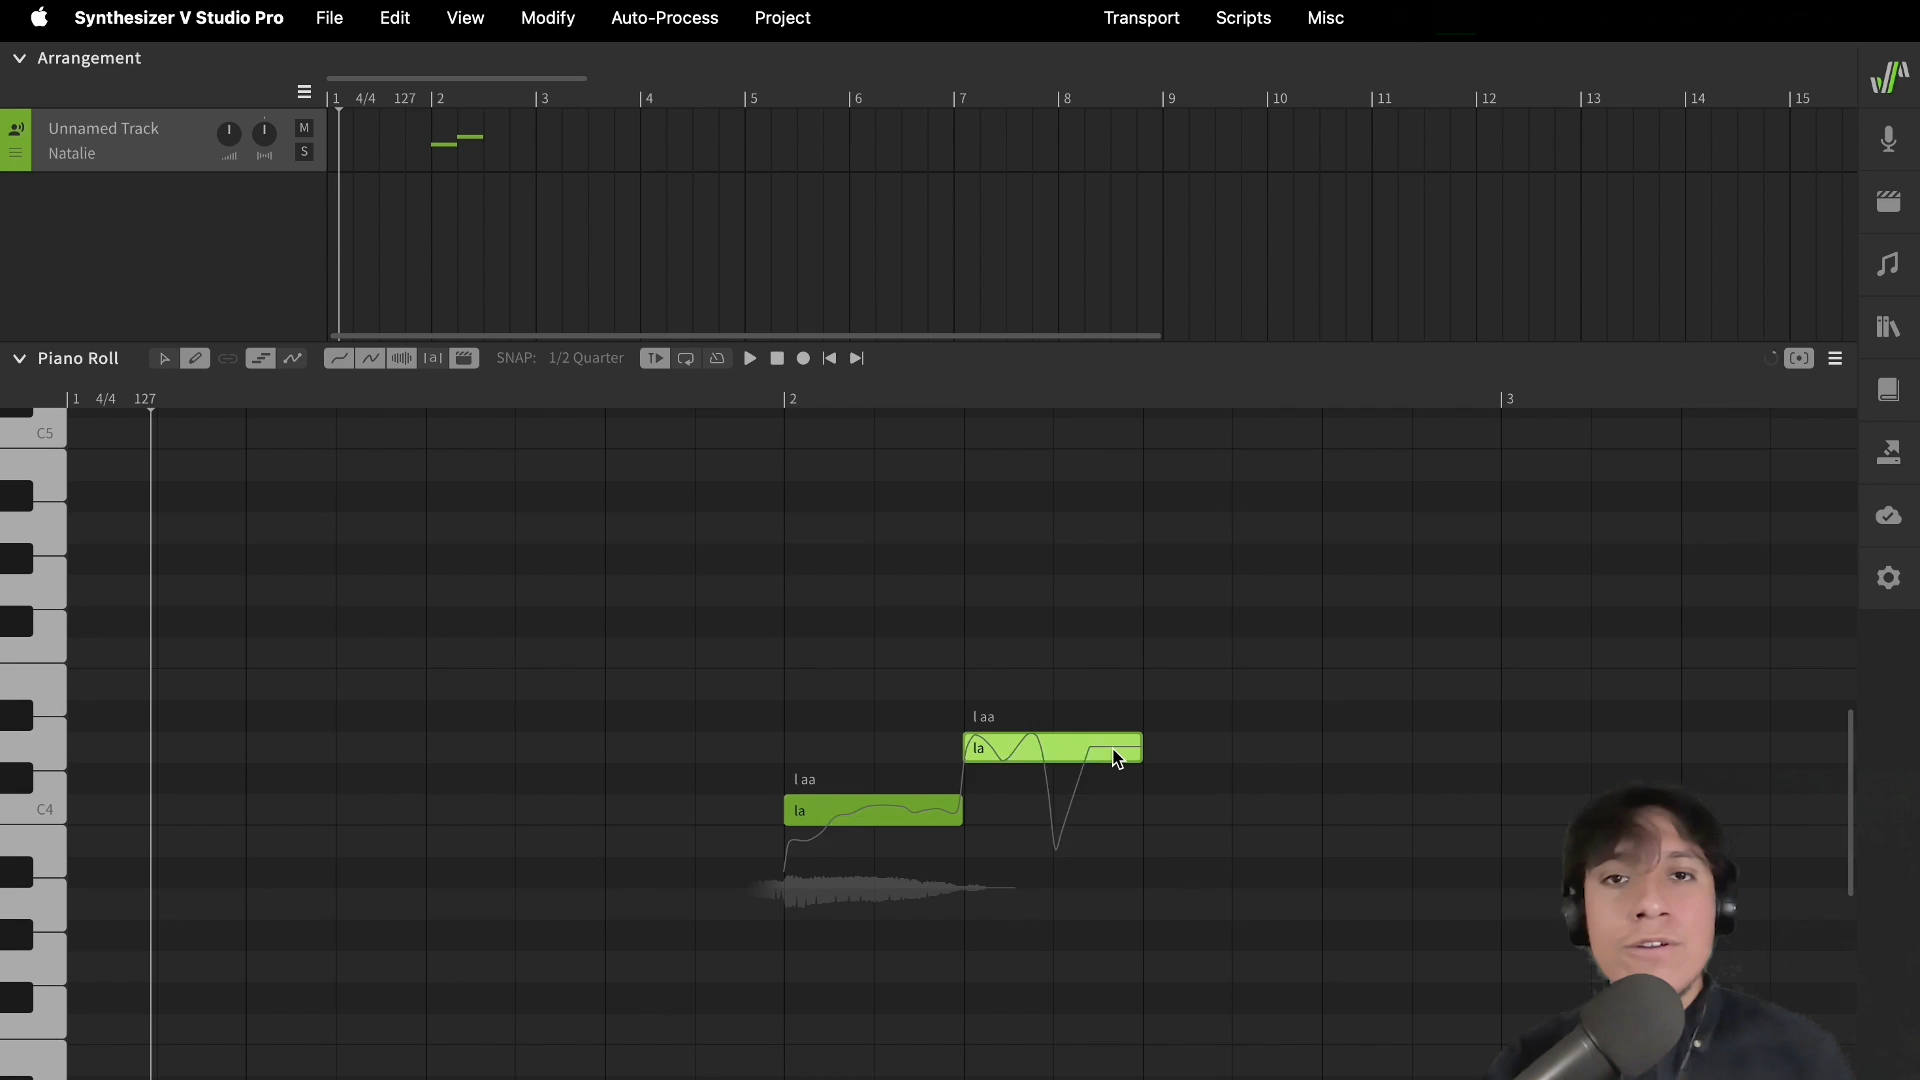 Synthesizer V Studio Pro File Edit View Modify Auto-Process Project Transport Scripts Misc
Arrangement
1 4/4 127 2 3 4 5 6 7 8 9 10 11 12 13 14 15
Unnamed Track M
Natalie S
Piano Roll SNAP: 1/2 Quarter
1 4/4 127 2 3
C5
l aa
la
l aa
C4 la